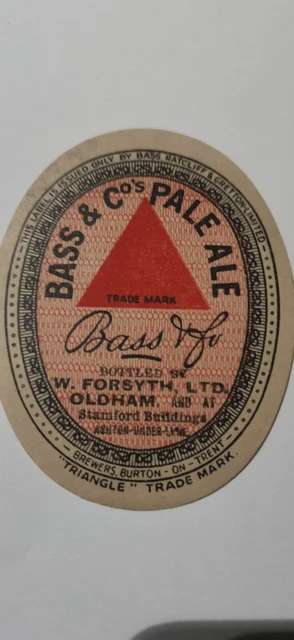 THIS LABEL IS ISSUED ONLY BY BASS, RATCLIFF & GRETTON LIMITED
BASS & Co's PALE ALE
TRADE MARK
Bass & Co
BOTTLED BY
W. FORSYTH, LTD.
OLDHAM, AND AT
Stamford Buildings
ASHTON-UNDER-LYNE
BREWERS, BURTON-ON-TRENT
"TRIANGLE" TRADE MARK.